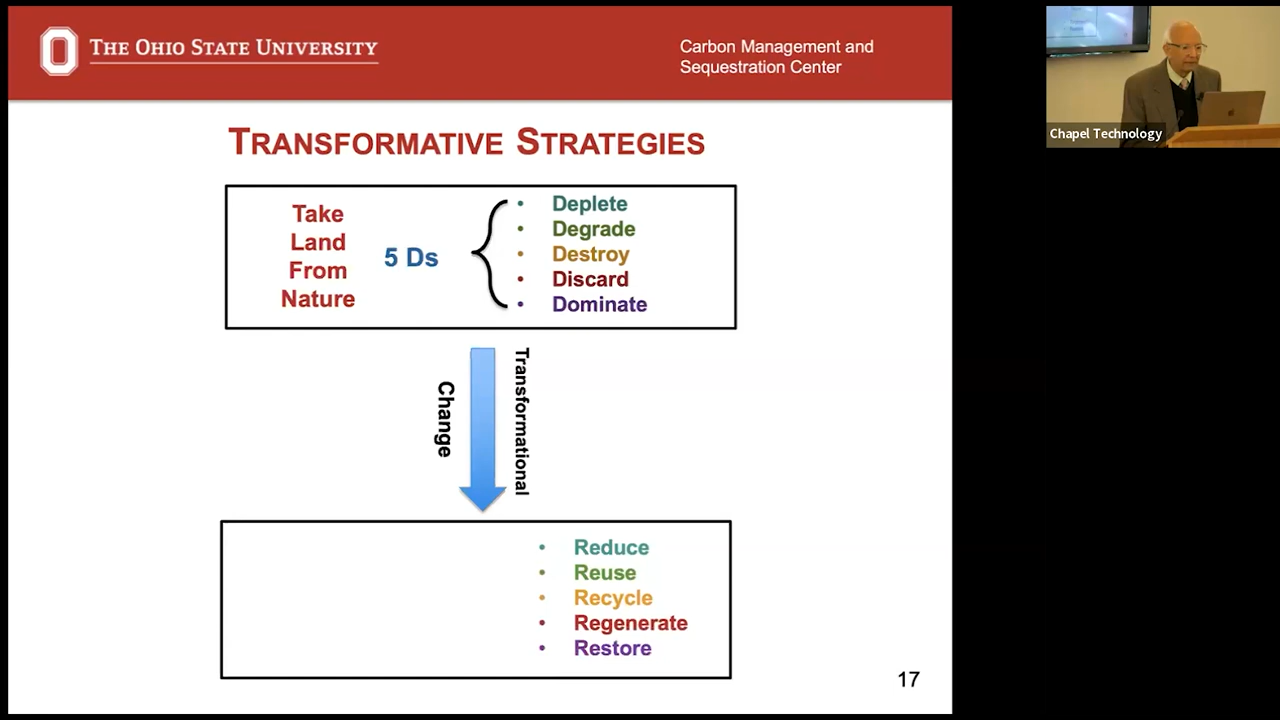 THE OHIO STATE UNIVERSITY
Carbon Management and
Sequestration Center
Chapel Technology
TRANSFORMATIVE STRATEGIES
Take
Land
From
Nature
5 Ds
• Deplete
• Degrade
• Destroy
• Discard
• Dominate
Change
Transformational
• Reduce
• Reuse
• Recycle
• Regenerate
• Restore
17